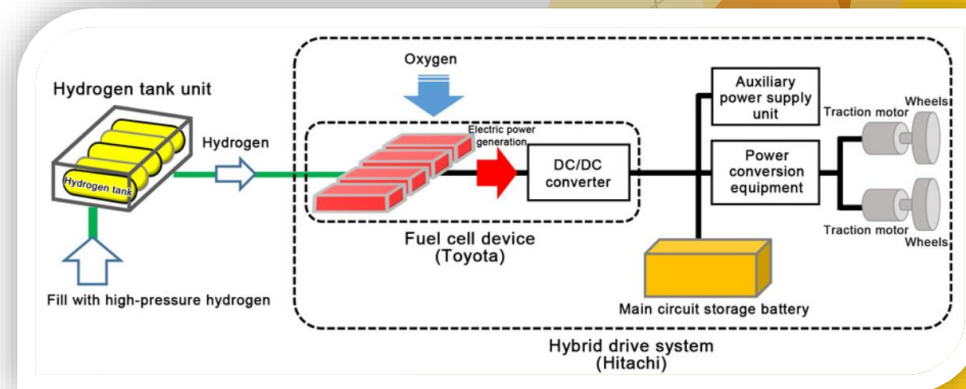 Hydrogen tank unit
Hydrogen tank
Hydrogen
Fill with high-pressure hydrogen
Oxygen
Electric power
generation
DC/DC
converter
Fuel cell device
(Toyota)
Auxiliary
power supply
unit
Power
conversion
equipment
Traction motor
Wheels
Traction motor
Wheels
Main circuit storage battery
Hybrid drive system
(Hitachi)